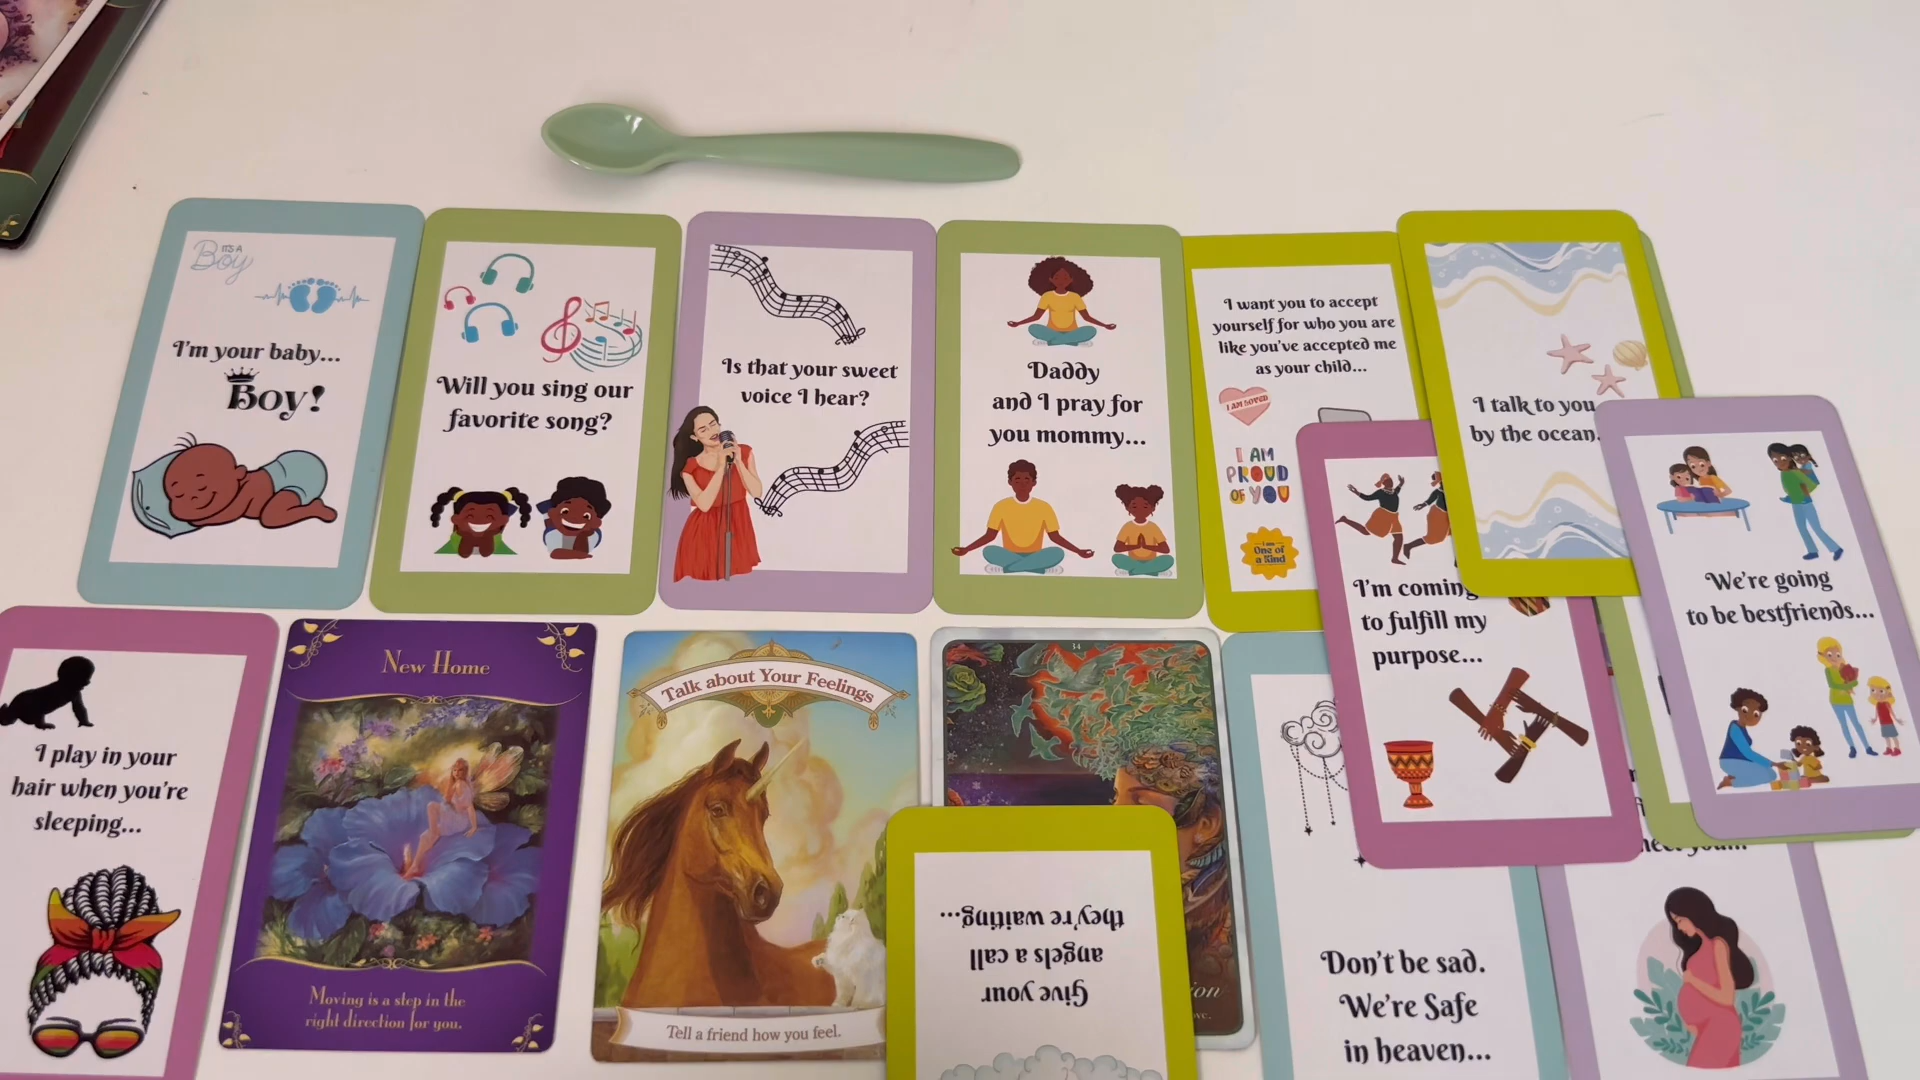 IT'S A
Boy
I'm your baby...
Boy!
Will you sing our
favorite song?
Is that your sweet
voice I hear?
Daddy
and I pray for
you mommy...
I want you to accept
yourself for who you are
like you've accepted me
as your child...
I AM LOVED
I AM
PROUD
OF YOU
I am
One of
a Kind
I talk to you
by the ocean.
I'm coming
to fulfill my
purpose...
We're going
to be bestfriends...
I play in your
hair when you're
sleeping...
New Home
Moving is a step in the
right direction for you.
Talk about Your Feelings
Tell a friend how you feel.
14
Give your
angels a call
they're waiting...
Don't be sad.
We're Safe
in heaven...